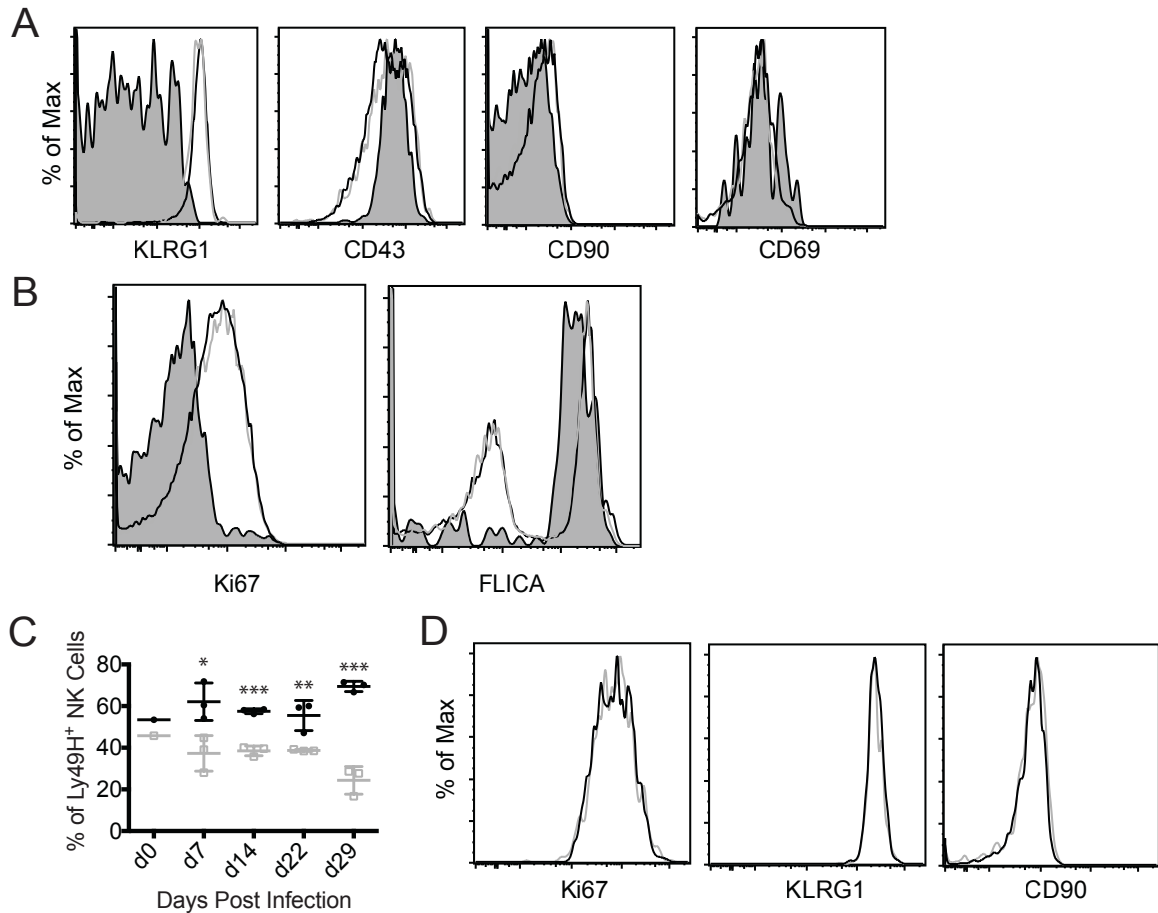 A
% of Max
KLRG1 CD43 CD90 CD69
B
% of Max
Ki67 FLICA
C
% of Ly49H⁺ NK Cells
80
60
40
20
0
* *** ** ***
d0 d7 d14 d22 d29
Days Post Infection
D
% of Max
Ki67 KLRG1 CD90